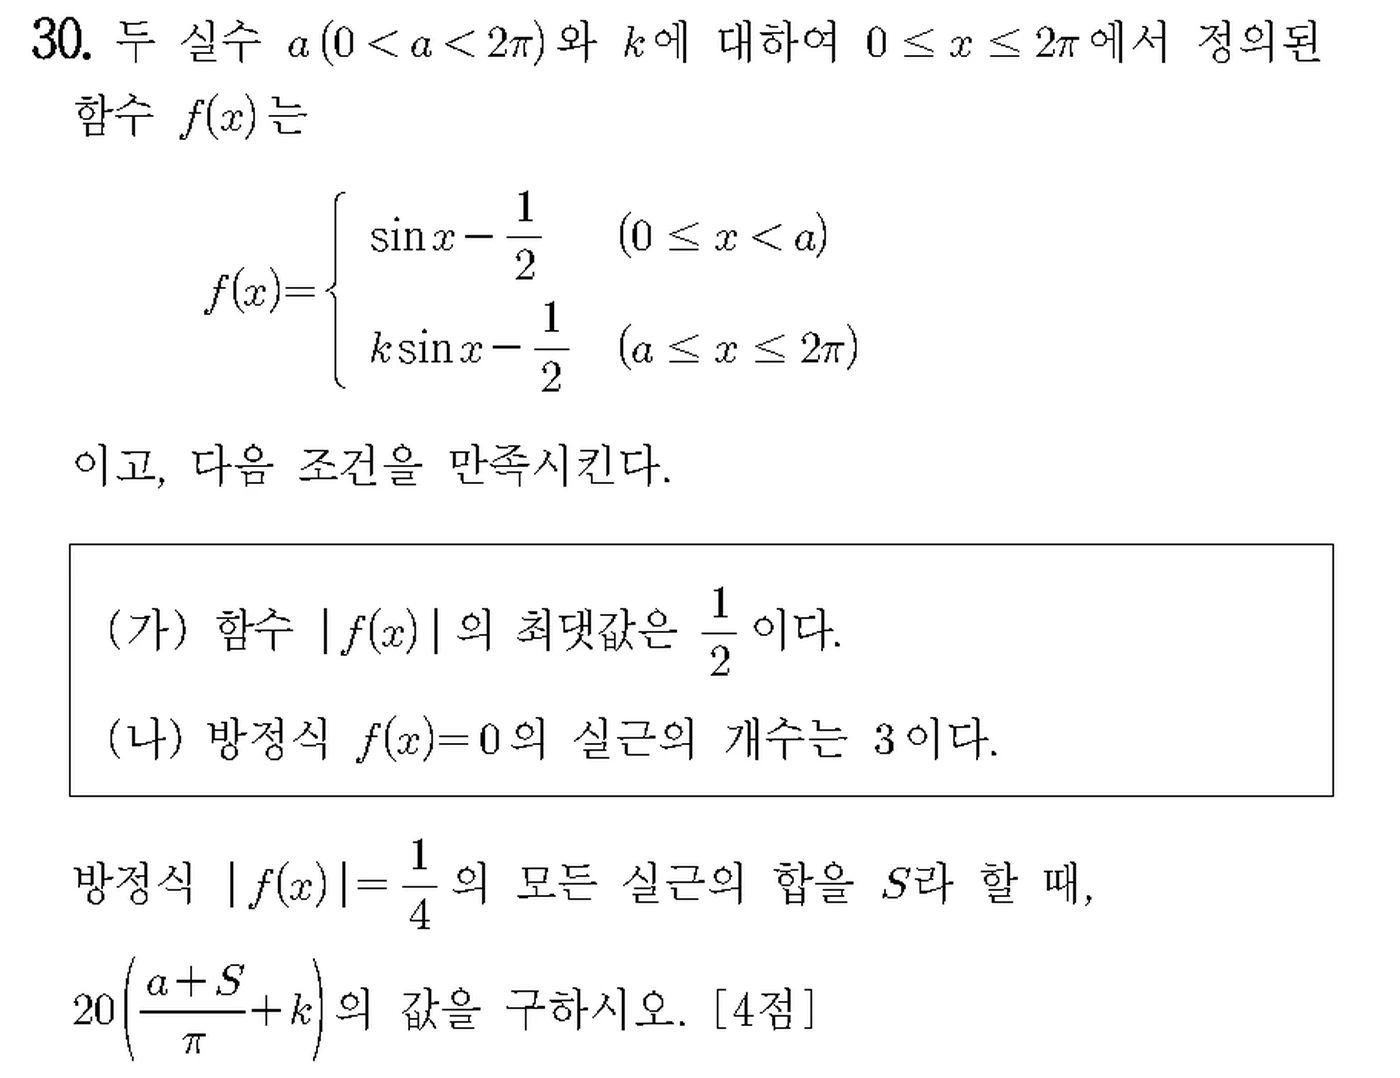 30. 두 실수 a(0 < a < 2π)와 k에 대하여 0 ≤ x ≤ 2π에서 정의된
함수 f(x)는
f(x)= { sin x − 1/2 (0 ≤ x < a)
k sin x − 1/2 (a ≤ x ≤ 2π)
이고, 다음 조건을 만족시킨다.
(가) 함수 |f(x)|의 최댓값은 1/2이다.
(나) 방정식 f(x)=0의 실근의 개수는 3이다.
방정식 |f(x)|= 1/4의 모든 실근의 합을 S라 할 때,
20( (a+S)/π + k )의 값을 구하시오. [4점]